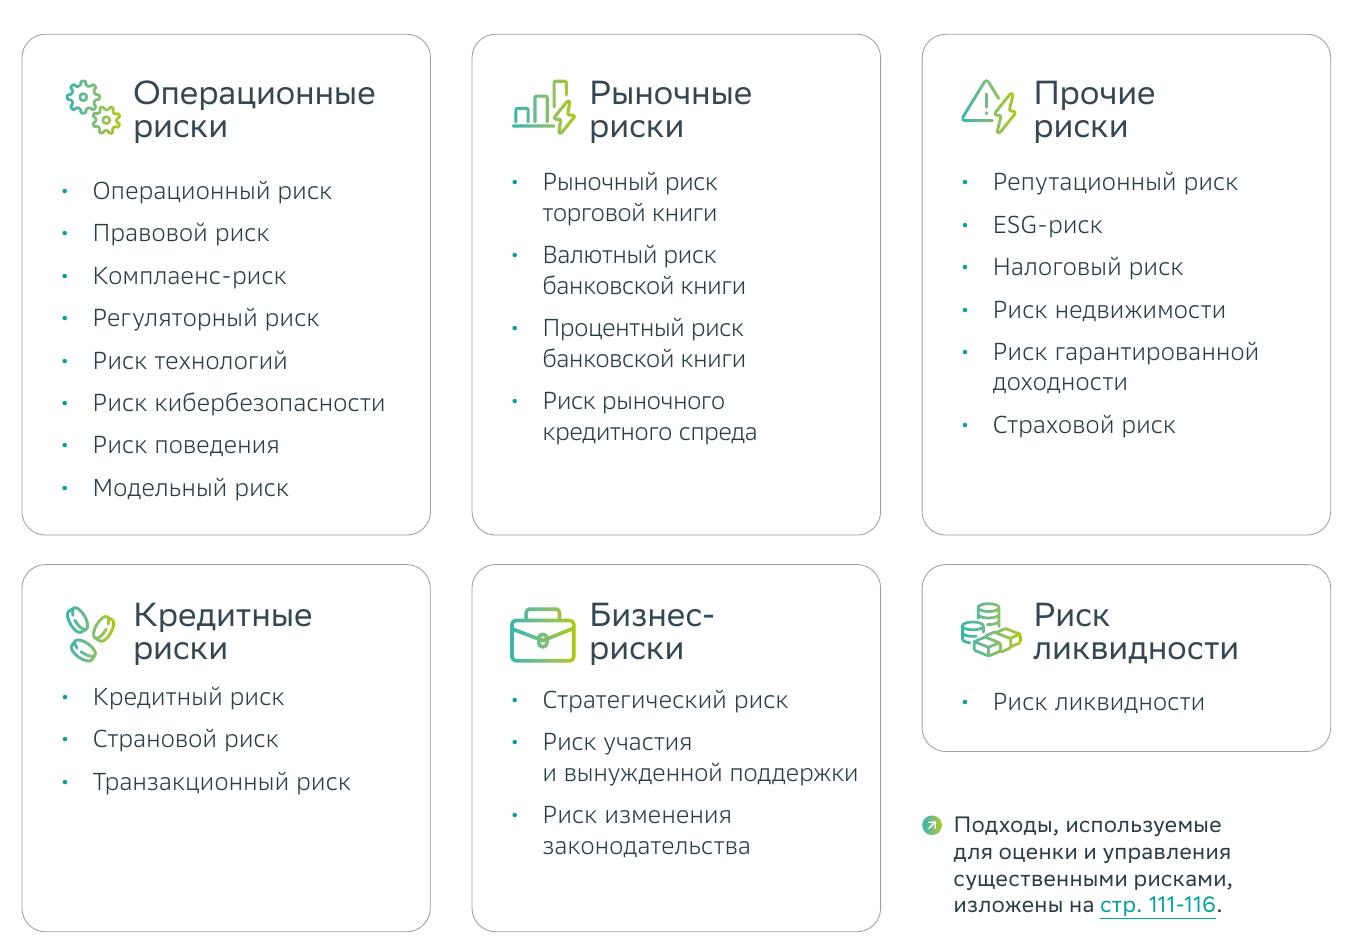 Операционные
риски
• Операционный риск
• Правовой риск
• Комплаенс-риск
• Регуляторный риск
• Риск технологий
• Риск кибербезопасности
• Риск поведения
• Модельный риск
Рыночные
риски
• Рыночный риск
торговой книги
• Валютный риск
банковской книги
• Процентный риск
банковской книги
• Риск рыночного
кредитного спреда
Прочие
риски
• Репутационный риск
• ESG-риск
• Налоговый риск
• Риск недвижимости
• Риск гарантированной
доходности
• Страховой риск
Кредитные
риски
• Кредитный риск
• Страновой риск
• Транзакционный риск
Бизнес-
риски
• Стратегический риск
• Риск участия
и вынужденной поддержки
• Риск изменения
законодательства
Риск
ликвидности
• Риск ликвидности
Подходы, используемые
для оценки и управления
существенными рисками,
изложены на стр. 111-116.